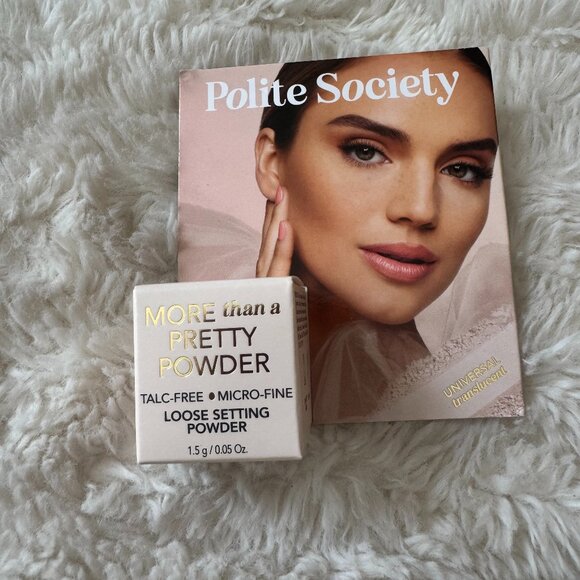 Polite Society
UNIVERSAL
translucent
MORE than a
PRETTY
POWDER
TALC-FREE • MICRO-FINE
LOOSE SETTING
POWDER
1.5 g / 0.05 Oz.